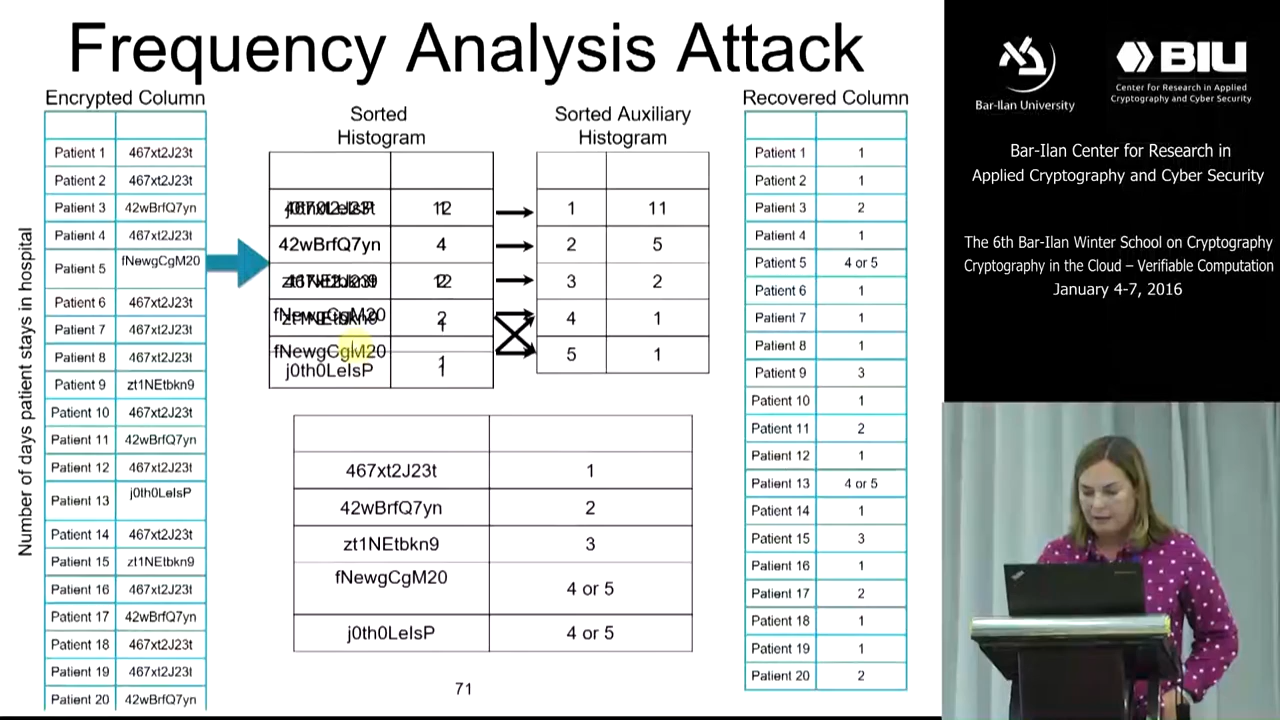 Frequency Analysis Attack
Encrypted Column
Number of days patient stays in hospital
Patient 1 467xt2J23t
Patient 2 467xt2J23t
Patient 3 42wBrfQ7yn
Patient 4 467xt2J23t
Patient 5 fNewgCgM20
Patient 6 467xt2J23t
Patient 7 467xt2J23t
Patient 8 467xt2J23t
Patient 9 zt1NEtbkn9
Patient 10 467xt2J23t
Patient 11 42wBrfQ7yn
Patient 12 467xt2J23t
Patient 13 j0th0LeIsP
Patient 14 467xt2J23t
Patient 15 zt1NEtbkn9
Patient 16 467xt2J23t
Patient 17 42wBrfQ7yn
Patient 18 467xt2J23t
Patient 19 467xt2J23t
Patient 20 42wBrfQ7yn
Sorted
Histogram
42wBrfQ7yn 4
fNewgCgM20 2
fNewgCgM20
j0th0LeIsP 1
Sorted Auxiliary
Histogram
1 11
2 5
3 2
4 1
5 1
467xt2J23t 1
42wBrfQ7yn 2
zt1NEtbkn9 3
fNewgCgM20 4 or 5
j0th0LeIsP 4 or 5
71
Recovered Column
Patient 1 1
Patient 2 1
Patient 3 2
Patient 4 1
Patient 5 4 or 5
Patient 6 1
Patient 7 1
Patient 8 1
Patient 9 3
Patient 10 1
Patient 11 2
Patient 12 1
Patient 13 4 or 5
Patient 14 1
Patient 15 3
Patient 16 1
Patient 17 2
Patient 18 1
Patient 19 1
Patient 20 2
Bar-Ilan University
BIU
Center for Research in Applied
Cryptography and Cyber Security
Bar-Ilan Center for Research in
Applied Cryptography and Cyber Security
The 6th Bar-Ilan Winter School on Cryptography
Cryptography in the Cloud – Verifiable Computation
January 4-7, 2016